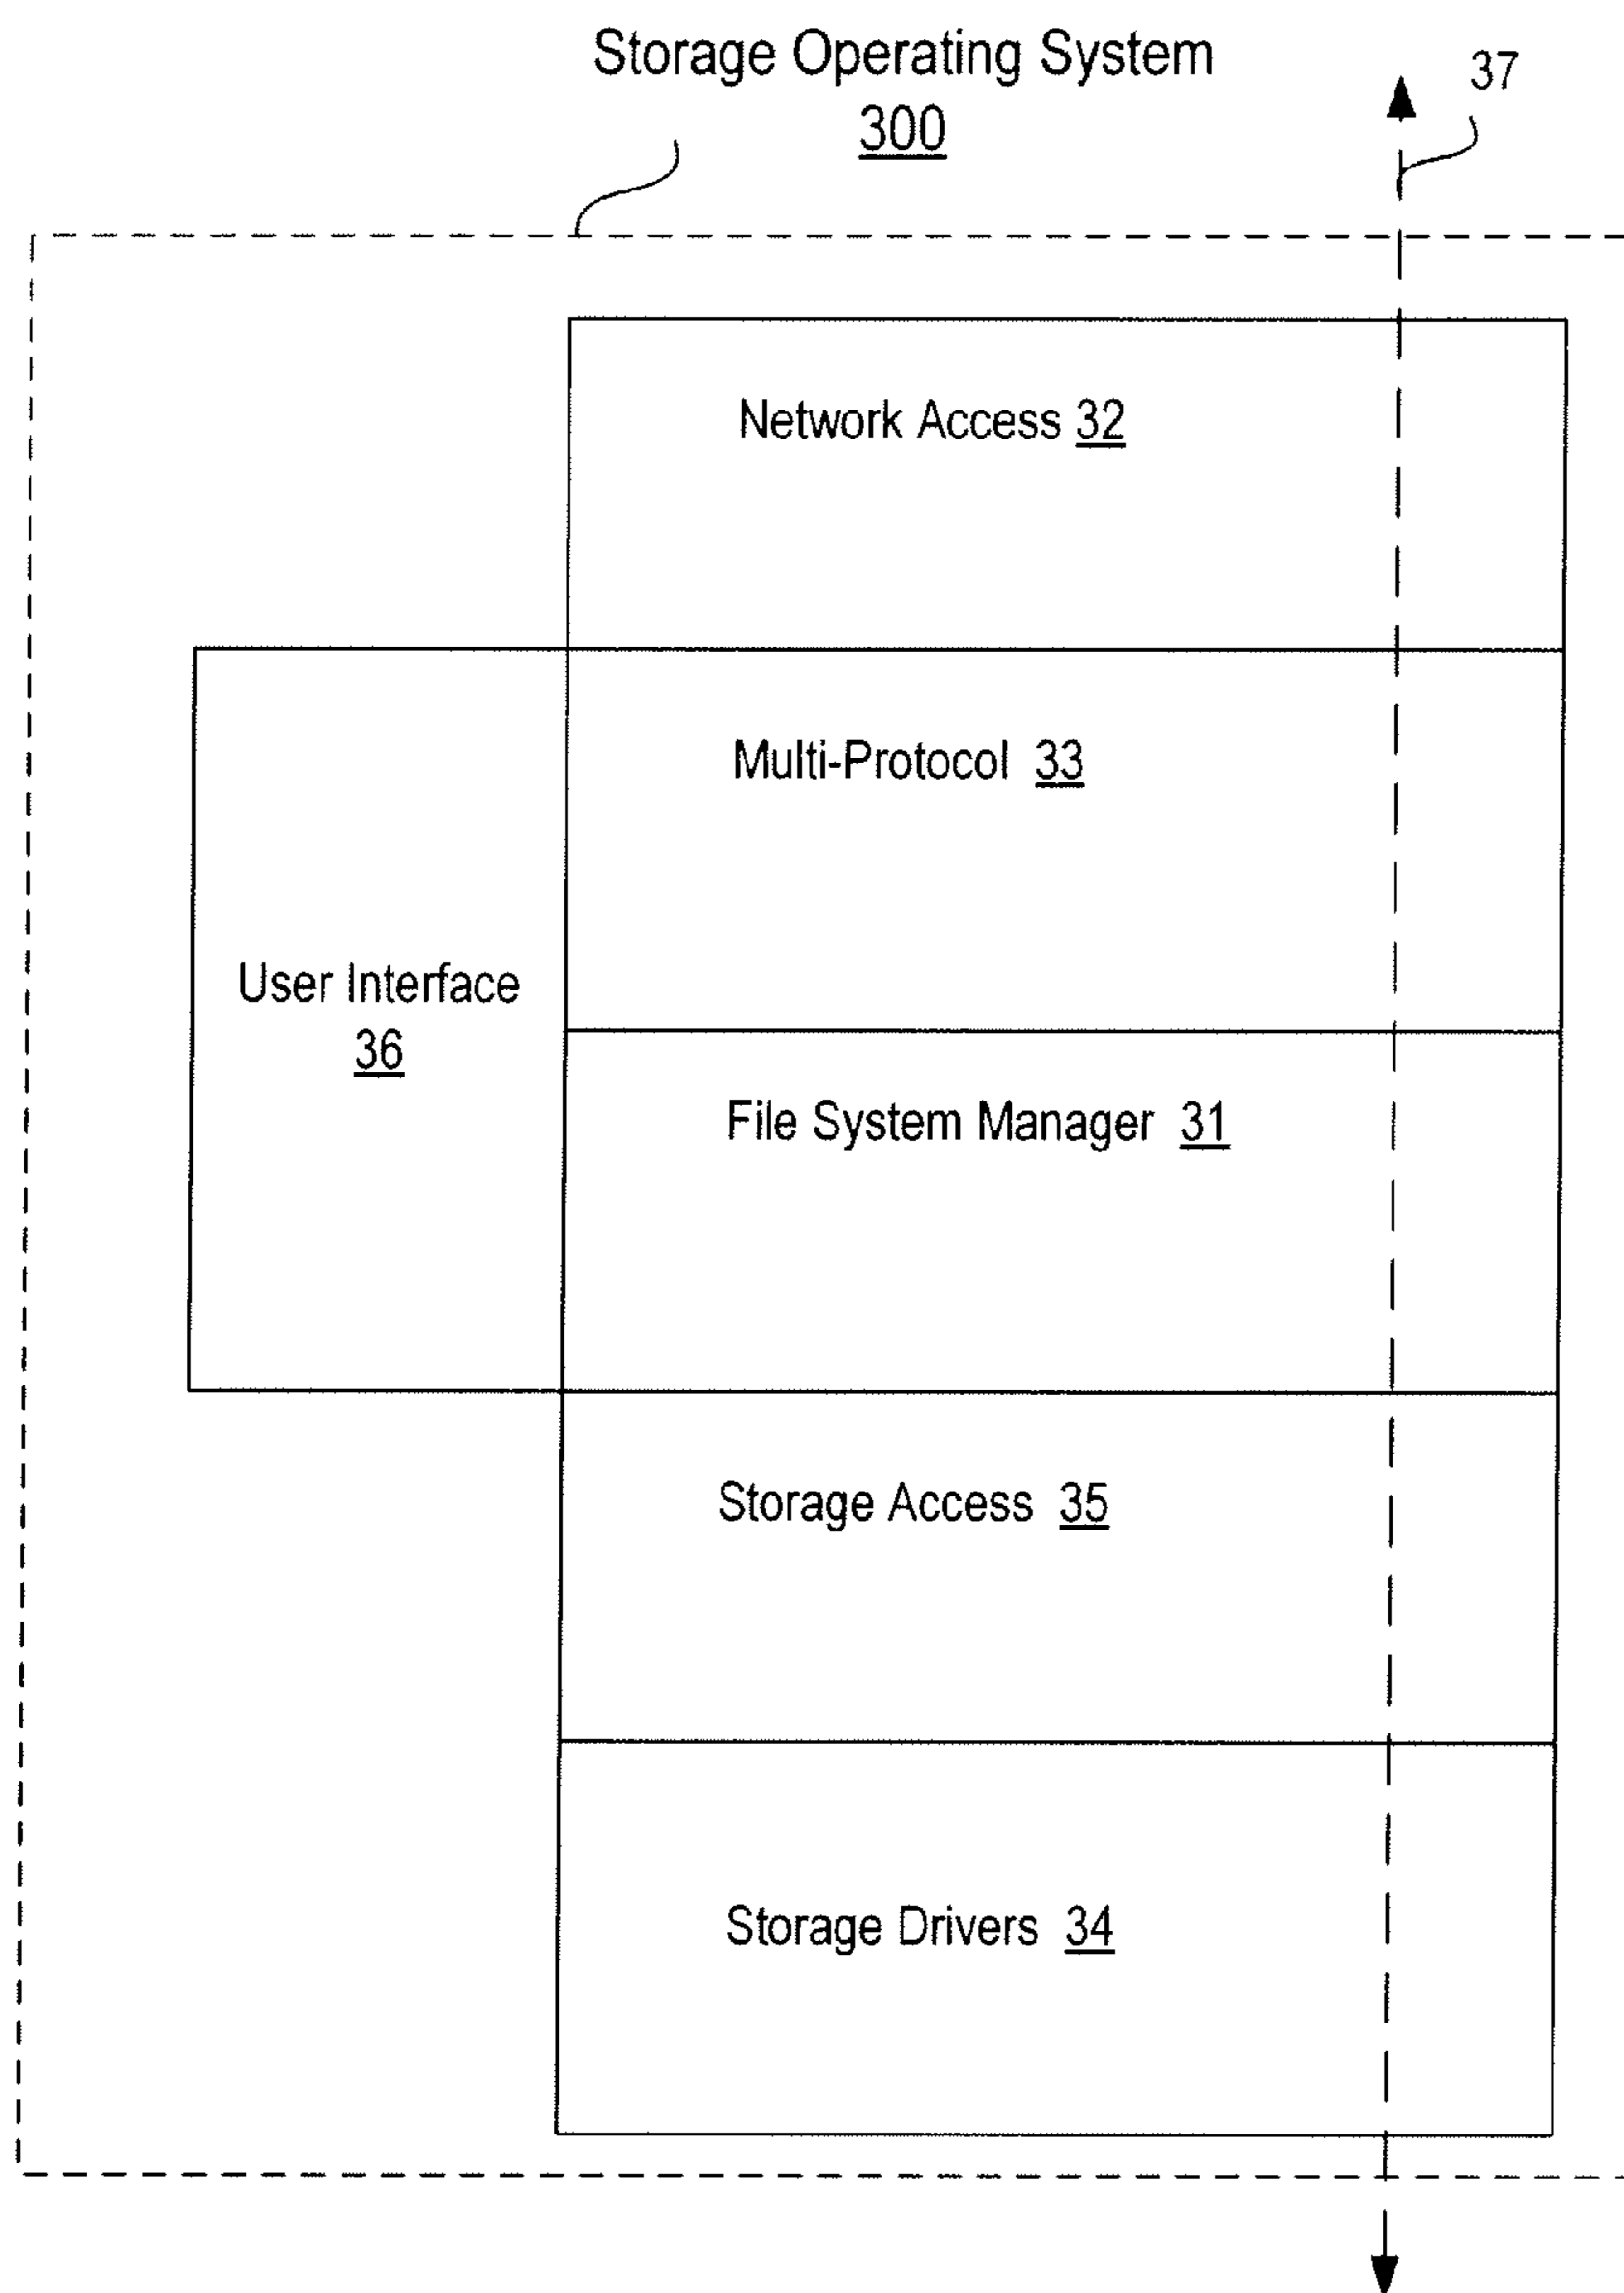 Storage Operating System
300
37
Network Access 32
Multi-Protocol 33
User Interface
36
File System Manager 31
Storage Access 35
Storage Drivers 34